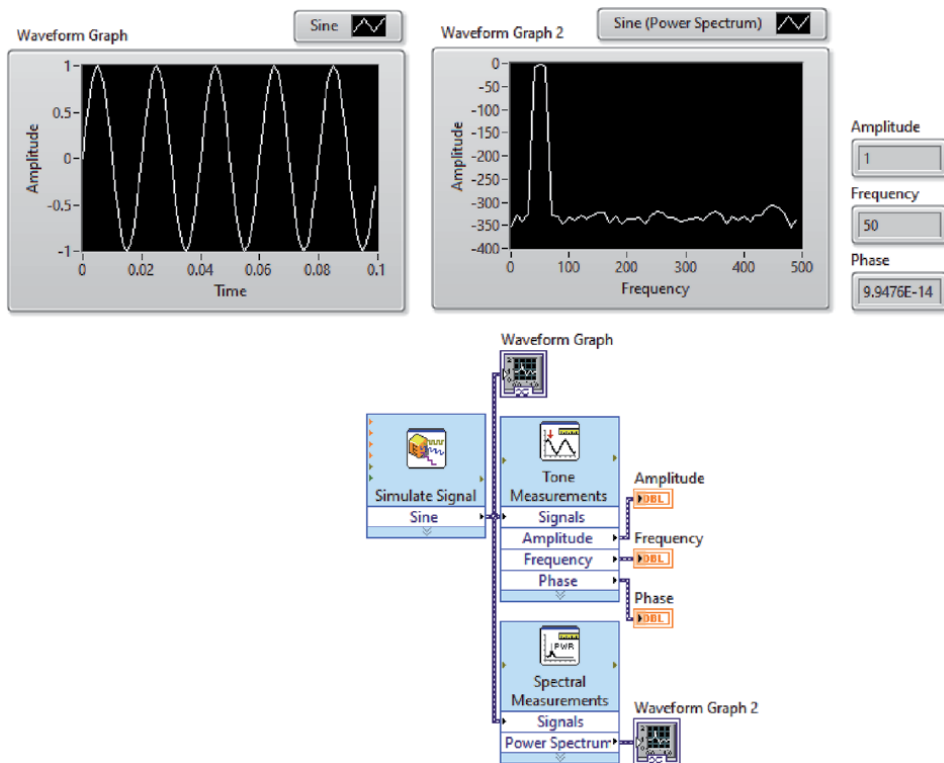 Waveform Graph
Sine
1
0.5
0
-0.5
-1
Amplitude
0 0.02 0.04 0.06 0.08 0.1
Time
Waveform Graph 2
Sine (Power Spectrum)
0
-50
-100
-150
-200
-250
-300
-350
-400
Amplitude
0 100 200 300 400 500
Frequency
Amplitude
1
Frequency
50
Phase
9.9476E-14
Waveform Graph
Simulate Signal
Sine
Tone
Measurements
Signals
Amplitude
Frequency
Phase
Amplitude
DBL
Frequency
DBL
Phase
DBL
PWR
Spectral
Measurements
Signals
Power Spectrum
Waveform Graph 2